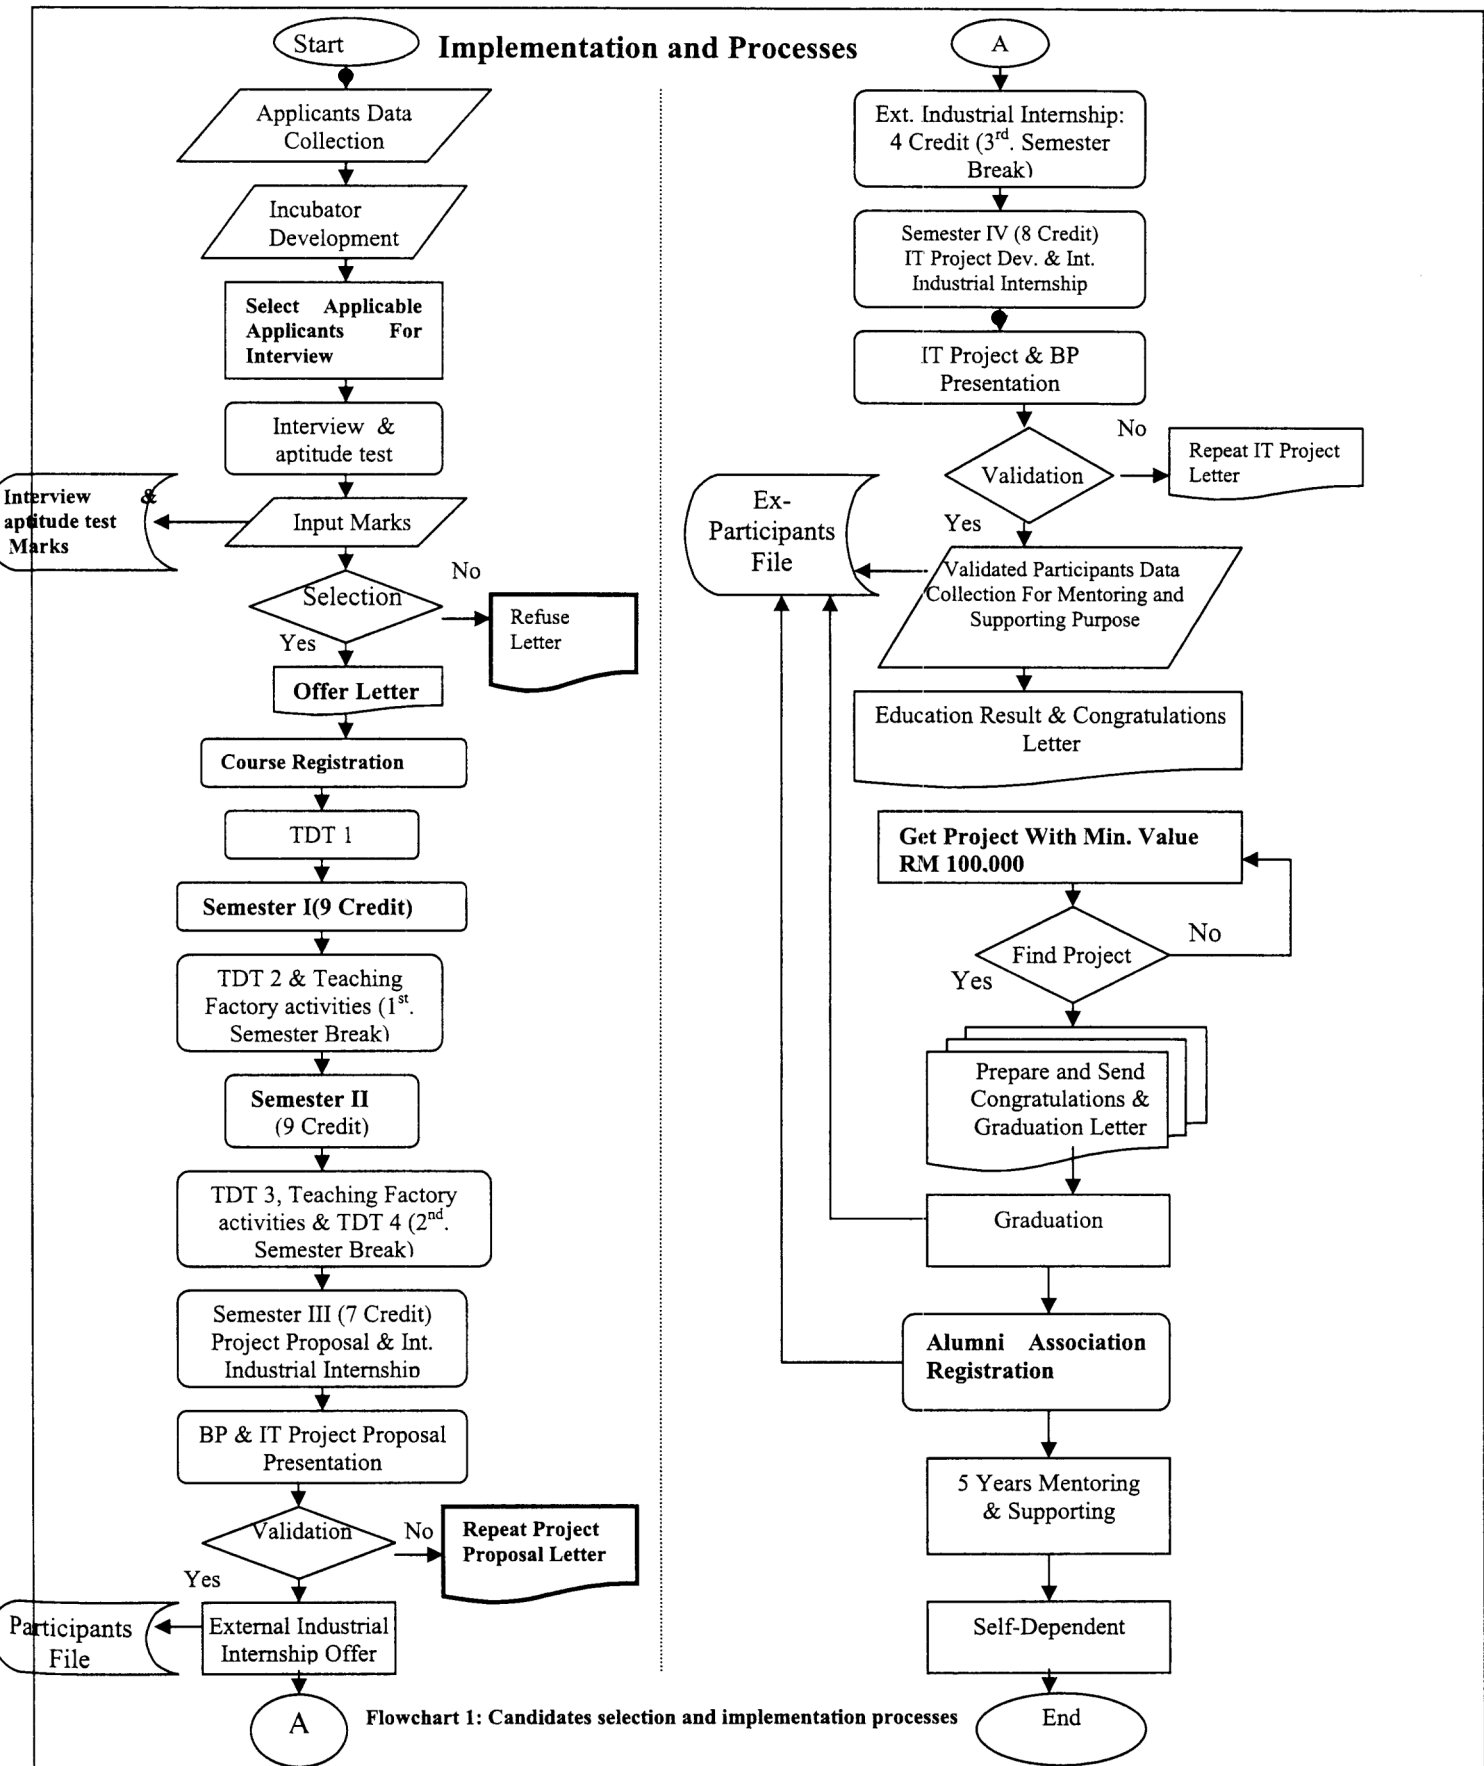 Implementation and Processes
Start
Applicants Data
Collection
Incubator
Development
Select Applicable
Applicants For
Interview
Interview &
aptitude test
Interview &
aptitude test
Marks
Input Marks
Selection
No
Yes
Refuse
Letter
Offer Letter
Course Registration
TDT 1
Semester I(9 Credit)
TDT 2 & Teaching
Factory activities (1st.
Semester Break)
Semester II
(9 Credit)
TDT 3, Teaching Factory
activities & TDT 4 (2nd.
Semester Break)
Semester III (7 Credit)
Project Proposal & Int.
Industrial Internship
BP & IT Project Proposal
Presentation
Validation
No
Yes
Repeat Project
Proposal Letter
Participants
File
External Industrial
Internship Offer
A
A
Ext. Industrial Internship:
4 Credit (3rd. Semester
Break)
Semester IV (8 Credit)
IT Project Dev. & Int.
Industrial Internship
IT Project & BP
Presentation
Validation
No
Yes
Repeat IT Project
Letter
Ex-
Participants
File
Validated Participants Data
Collection For Mentoring and
Supporting Purpose
Education Result & Congratulations
Letter
Get Project With Min. Value
RM 100.000
Find Project
No
Yes
Prepare and Send
Congratulations &
Graduation Letter
Graduation
Alumni Association
Registration
5 Years Mentoring
& Supporting
Self-Dependent
End
Flowchart 1: Candidates selection and implementation processes